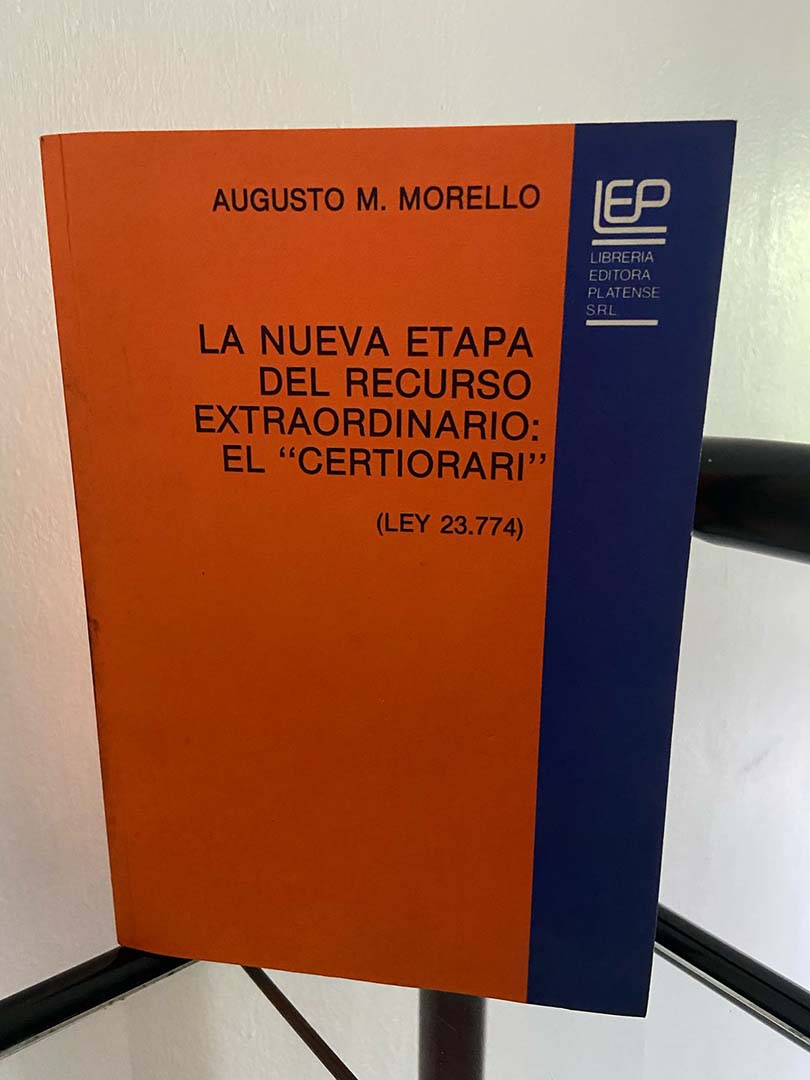 AUGUSTO M. MORELLO
LEP
LIBRERIA
EDITORA
PLATENSE
S.R.L.
LA NUEVA ETAPA
DEL RECURSO
EXTRAORDINARIO:
EL “CERTIORARI”
(LEY 23.774)